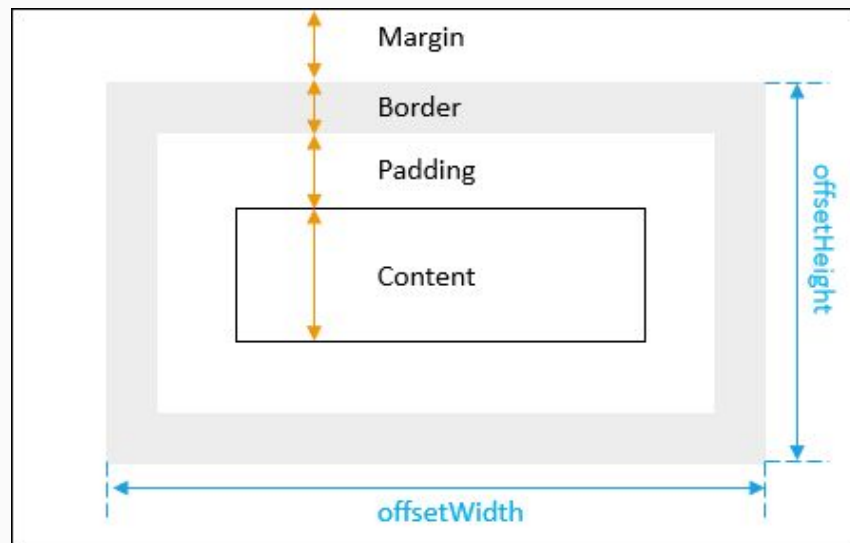 Margin
Border
Padding
Content
offsetHeight
offsetWidth